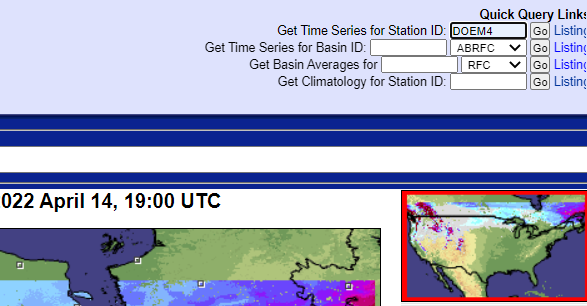 Quick Query Links
Get Time Series for Station ID: DOEM4 Go Listing
Get Time Series for Basin ID: ABRFC Go Listing
Get Basin Averages for RFC Go Listing
Get Climatology for Station ID: Go Listing
022 April 14, 19:00 UTC